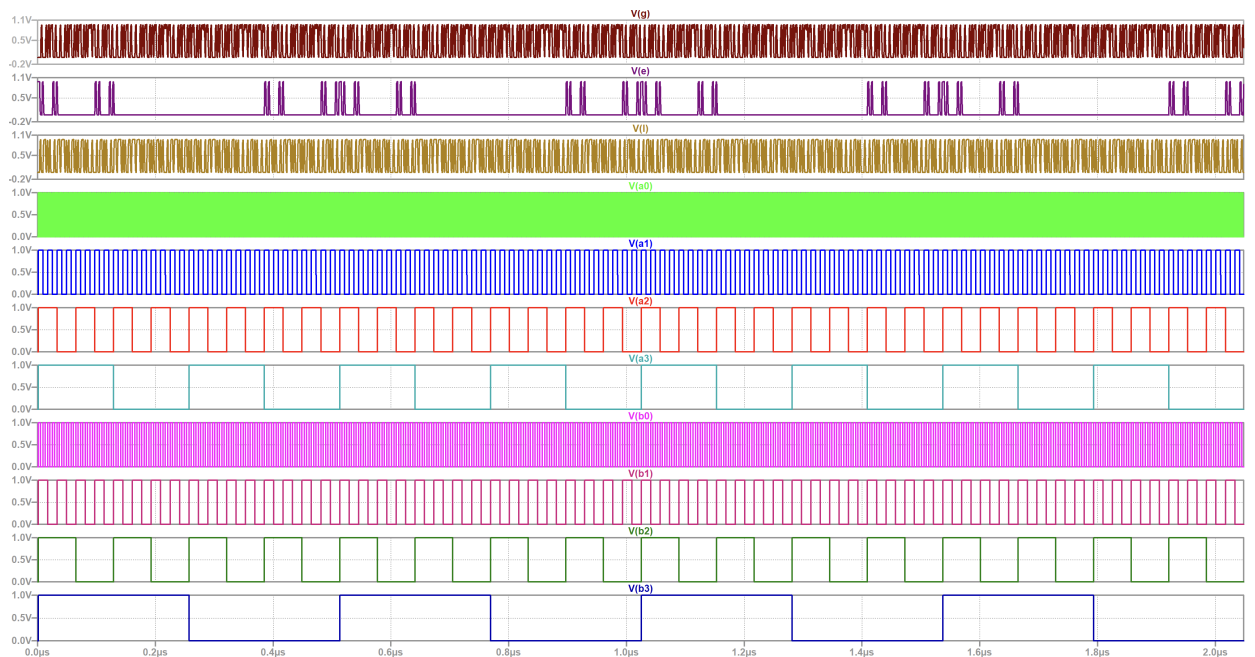 V(g)
1.1V
0.5V
-0.2V
V(e)
1.1V
0.5V
-0.2V
V(l)
1.1V
0.5V
-0.2V
V(a0)
1.0V
0.5V
0.0V
V(a1)
1.0V
0.5V
0.0V
V(a2)
1.0V
0.5V
0.0V
V(a3)
1.0V
0.5V
0.0V
V(b0)
1.0V
0.5V
0.0V
V(b1)
1.0V
0.5V
0.0V
V(b2)
1.0V
0.5V
0.0V
V(b3)
1.0V
0.5V
0.0V
0.0µs 0.2µs 0.4µs 0.6µs 0.8µs 1.0µs 1.2µs 1.4µs 1.6µs 1.8µs 2.0µs